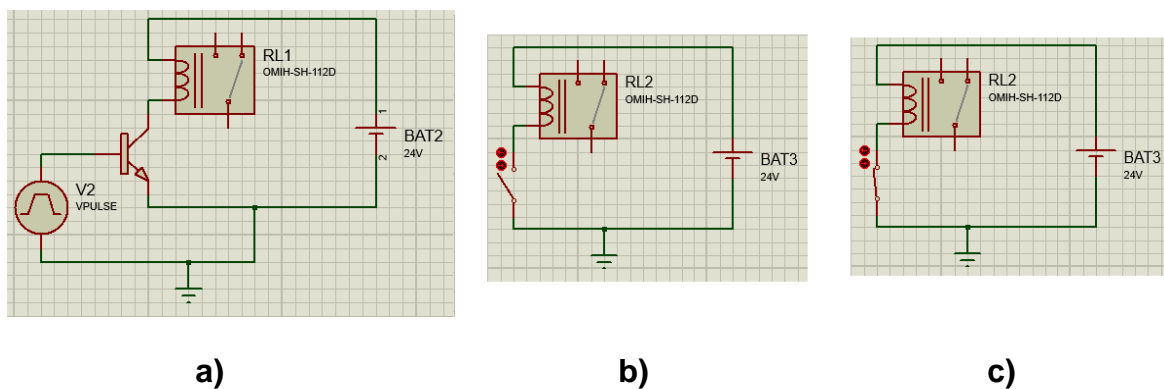 RL1
OMIH-SH-112D
1
BAT2
2
24V
V2
VPULSE
RL2
OMIH-SH-112D
BAT3
24V
RL2
OMIH-SH-112D
BAT3
24V
a)
b)
c)